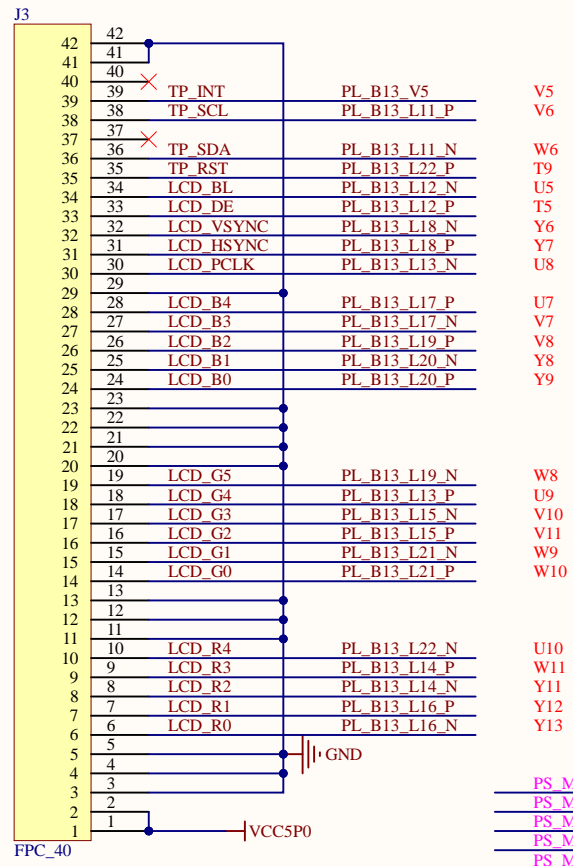 J3
42 42
41 41
40 40
39 39 TP_INT PL_B13_V5 V5
38 38 TP_SCL PL_B13_L11_P V6
37 37
36 36 TP_SDA PL_B13_L11_N W6
35 35 TP_RST PL_B13_L22_P T9
34 34 LCD_BL PL_B13_L12_N U5
33 33 LCD_DE PL_B13_L12_P T5
32 32 LCD_VSYNC PL_B13_L18_N Y6
31 31 LCD_HSYNC PL_B13_L18_P Y7
30 30 LCD_PCLK PL_B13_L13_N U8
29 29
28 28 LCD_B4 PL_B13_L17_P U7
27 27 LCD_B3 PL_B13_L17_N V7
26 26 LCD_B2 PL_B13_L19_P V8
25 25 LCD_B1 PL_B13_L20_N Y8
24 24 LCD_B0 PL_B13_L20_P Y9
23 23
22 22
21 21
20 20
19 19 LCD_G5 PL_B13_L19_N W8
18 18 LCD_G4 PL_B13_L13_P U9
17 17 LCD_G3 PL_B13_L15_N V10
16 16 LCD_G2 PL_B13_L15_P V11
15 15 LCD_G1 PL_B13_L21_N W9
14 14 LCD_G0 PL_B13_L21_P W10
13 13
12 12
11 11
10 10 LCD_R4 PL_B13_L22_N U10
9 9 LCD_R3 PL_B13_L14_P W11
8 8 LCD_R2 PL_B13_L14_N Y11
7 7 LCD_R1 PL_B13_L16_P Y12
6 6 LCD_R0 PL_B13_L16_N Y13
5 5 GND
4 4
3 3 PS_M
2 2 PS_M
1 1 VCC5P0 PS_M
FPC_40 PS_M
PS_M